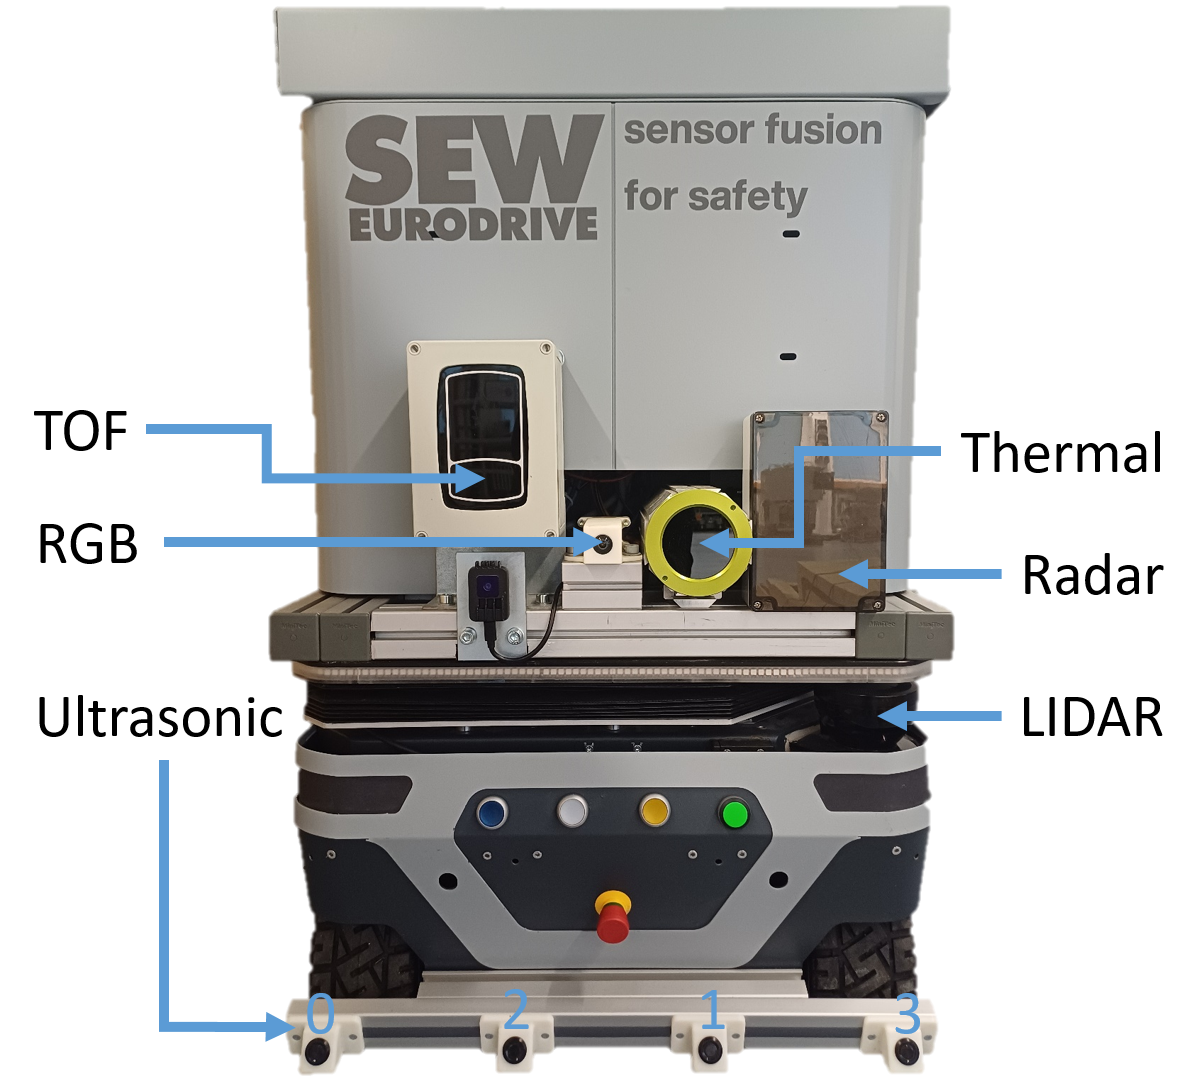 SEW
EURODRIVE
sensor fusion
for safety
TOF
RGB
Thermal
Radar
Ultrasonic
LIDAR
0 2 1 3